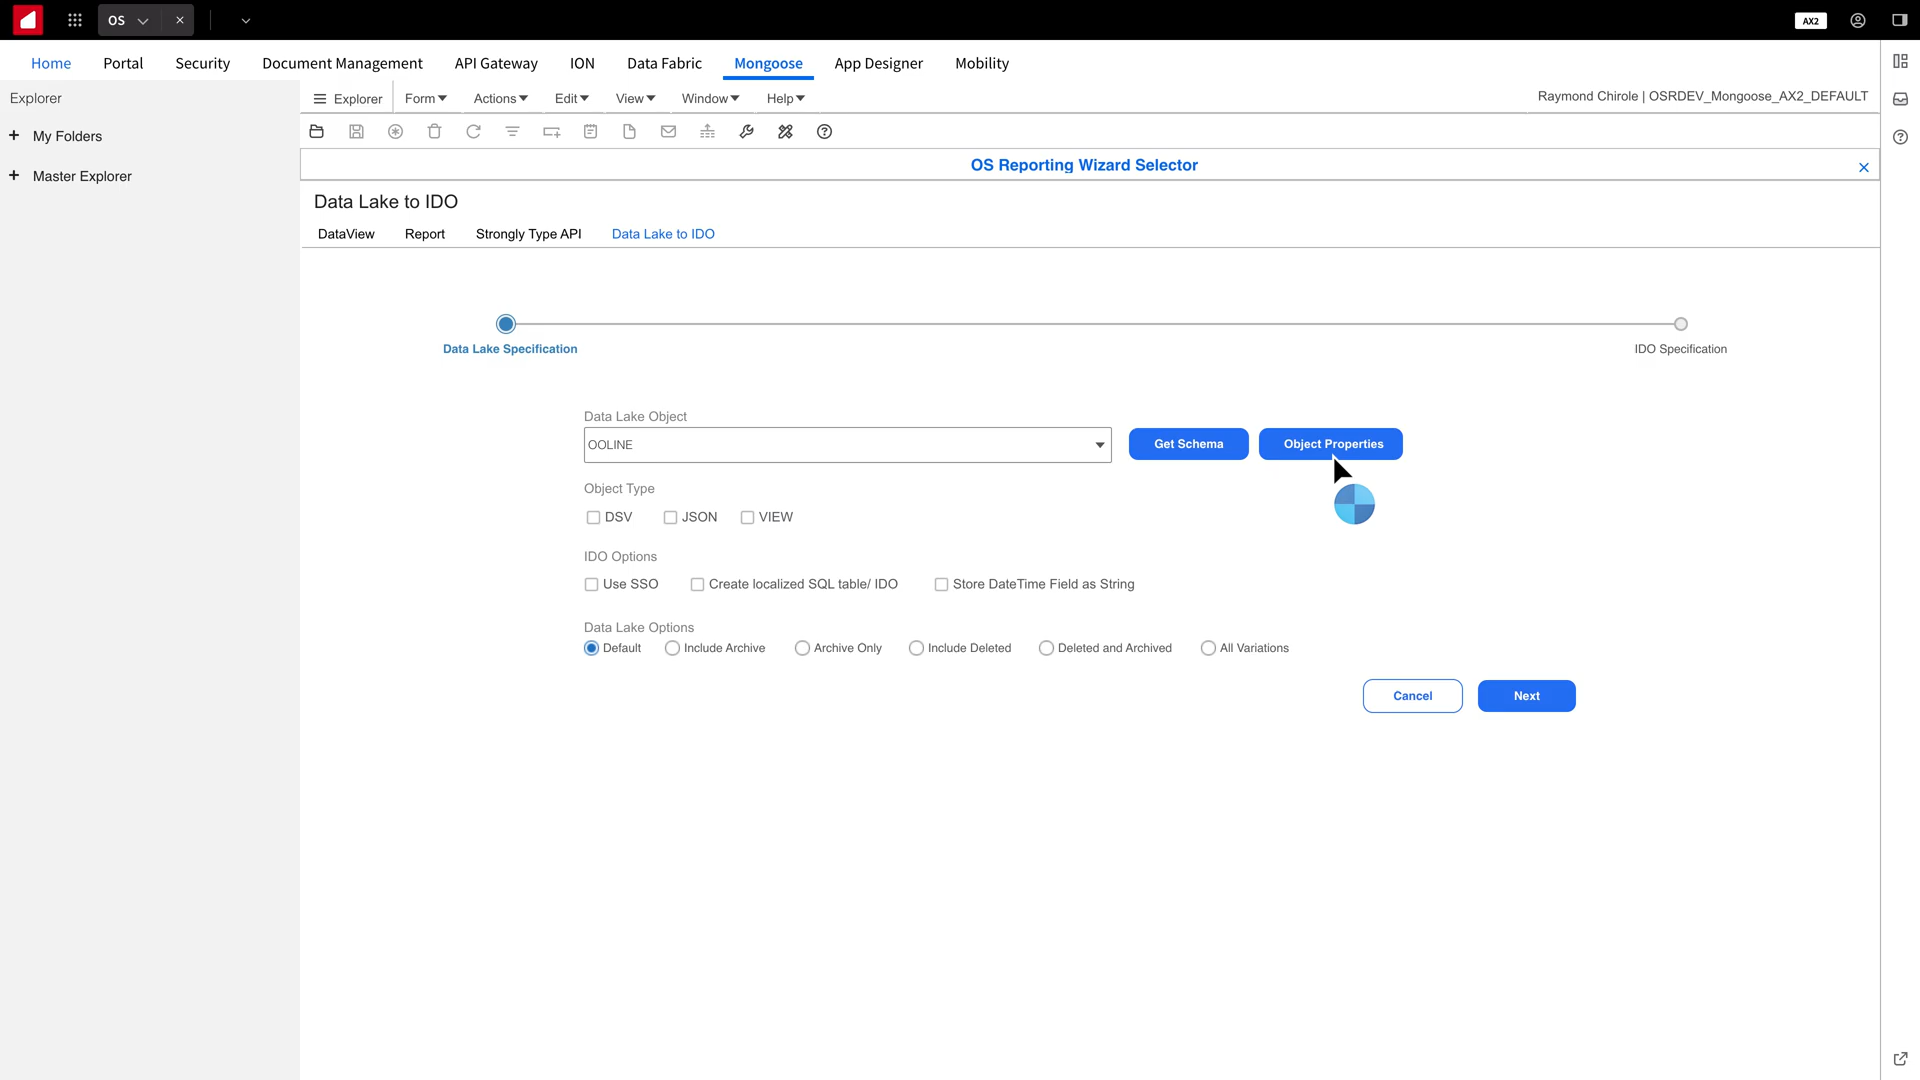 OS
AX2
Home Portal Security Document Management API Gateway ION Data Fabric Mongoose App Designer Mobility
Explorer
Explorer Form Actions Edit View Window Help
Raymond Chirole | OSRDEV_Mongoose_AX2_DEFAULT
My Folders
Master Explorer
OS Reporting Wizard Selector
Data Lake to IDO
DataView Report Strongly Type API Data Lake to IDO
Data Lake Specification
IDO Specification
Data Lake Object
OOLINE
Get Schema
Object Properties
Object Type
DSV JSON VIEW
IDO Options
Use SSO Create localized SQL table/ IDO Store DateTime Field as String
Data Lake Options
Default Include Archive Archive Only Include Deleted Deleted and Archived All Variations
Cancel
Next